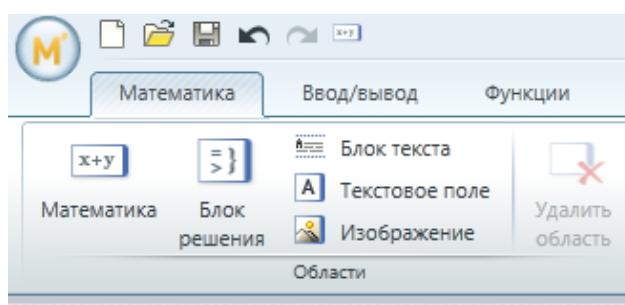 M
x+y
Математика Ввод/вывод Функции
x+y
Математика
Блок
решения
Блок текста
A Текстовое поле
Изображение
Удалить
область
Области